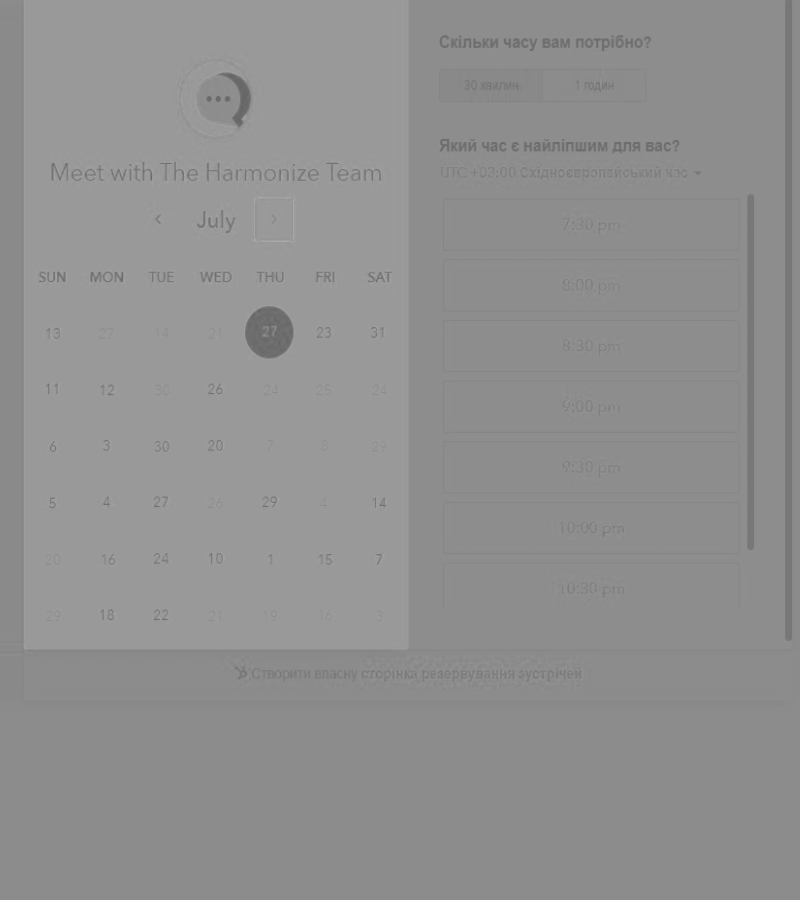 Meet with The Harmonize Team
July
SUN MON TUE WED THU FRI SAT
13 27 14 21 27 23 31
11 12 30 26 24 25 24
6 3 30 20 7 8 29
5 4 27 26 29 4 14
20 16 24 10 1 15 7
29 18 22 21 19 16 3
Скільки часу вам потрібно?
30 хвилин 1 годин
Який час є найліпшим для вас?
UTC +03:00 Східноєвропейський час
7:30 pm
8:00 pm
8:30 pm
9:00 pm
9:30 pm
10:00 pm
10:30 pm
Створити власну сторінка резервування зустрічей